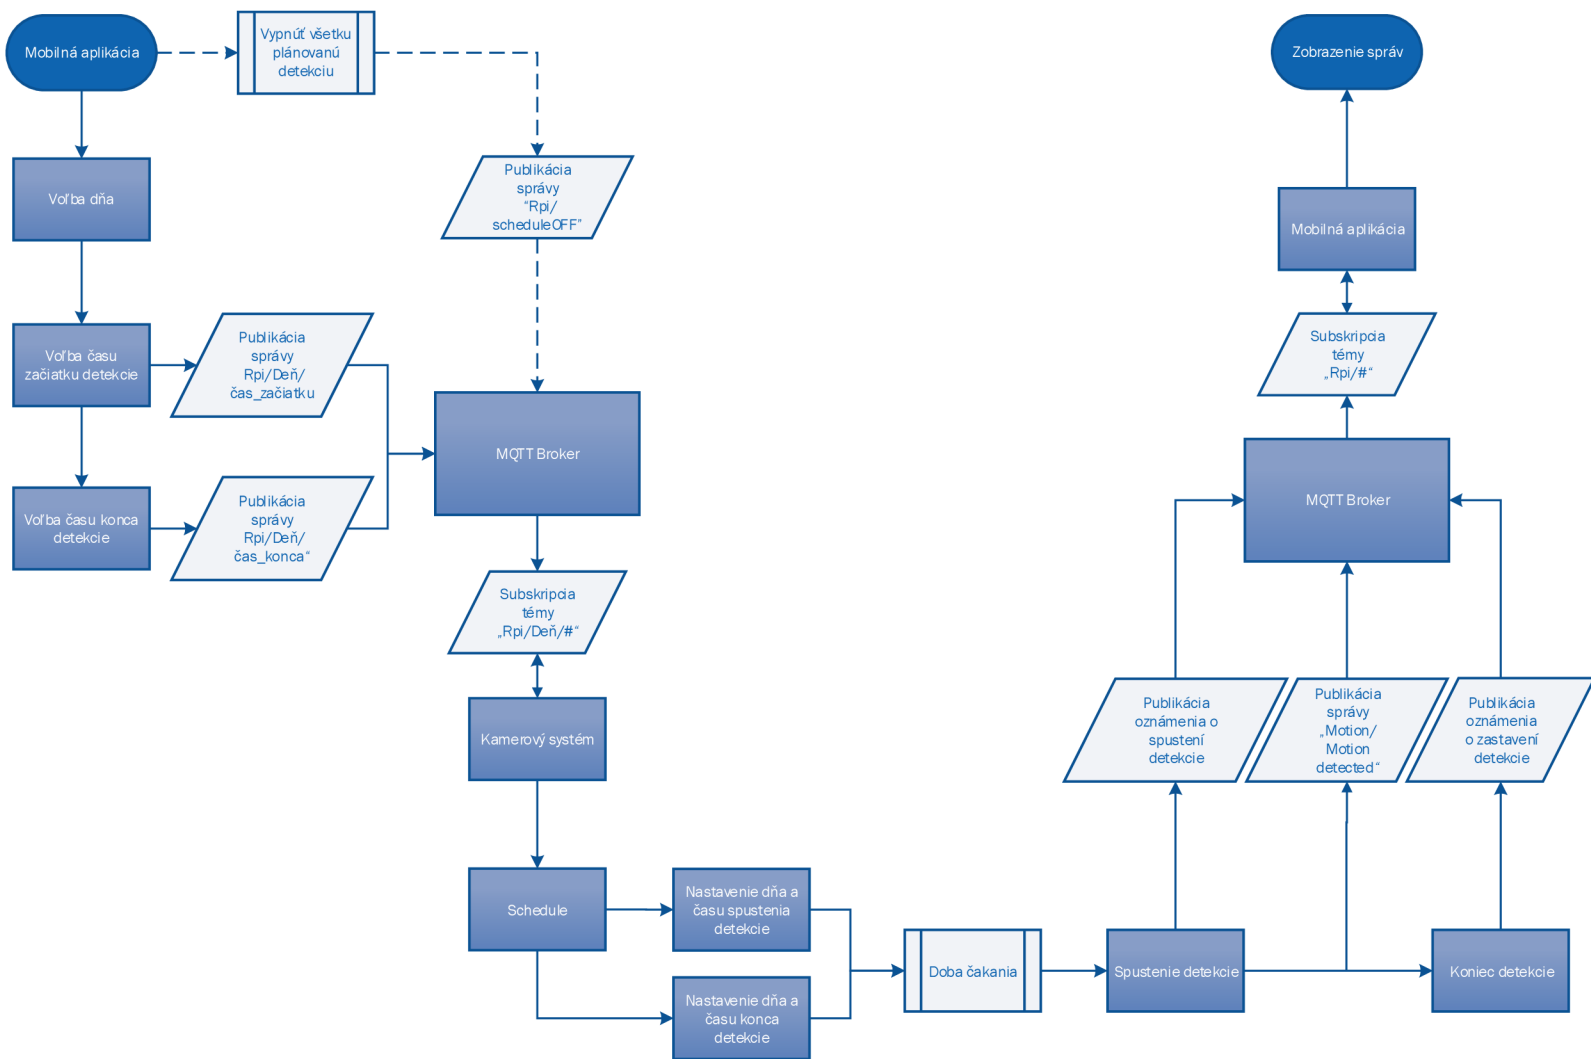 Mobilná aplikácia
Vypnúť všetku
plánovanú
detekciu
Zobrazenie správ
Voľba dňa
Publikácia
správy
“Rpi/
scheduleOFF”
Mobilná aplikácia
Voľba času
začiatku detekcie
Publikácia
správy
Rpi/Deň/
čas_začiatku
Subskripcia
témy
„Rpi/#“
MQTT Broker
MQTT Broker
Voľba času konca
detekcie
Publikácia
správy
Rpi/Deň/
čas_konca“
Subskripcia
témy
„Rpi/Deň/#“
Kamerový systém
Publikácia
oznámenia o
spustení
detekcie
Publikácia
správy
„Motion/
Motion
detected“
Publikácia
oznámenia
o zastavení
detekcie
Schedule
Nastavenie dňa a
času spustenia
detekcie
Nastavenie dňa a
času konca
detekcie
Doba čakania
Spustenie detekcie
Koniec detekcie